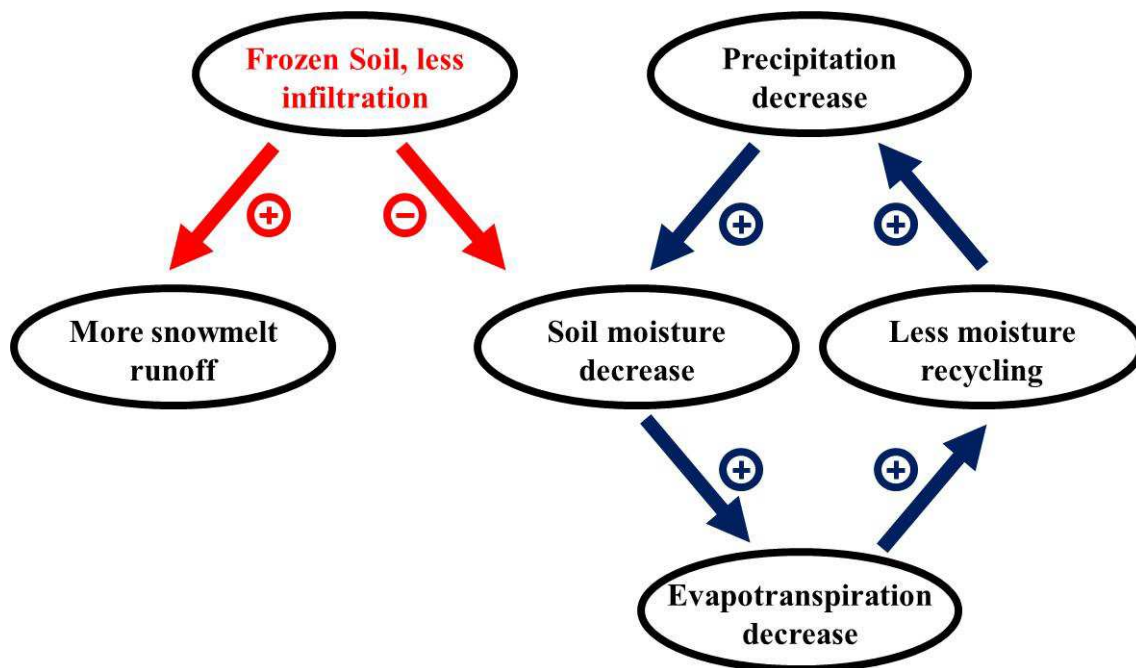 Frozen Soil, less
infiltration
Precipitation
decrease
+
−
+
+
More snowmelt
runoff
Soil moisture
decrease
Less moisture
recycling
+
+
Evapotranspiration
decrease